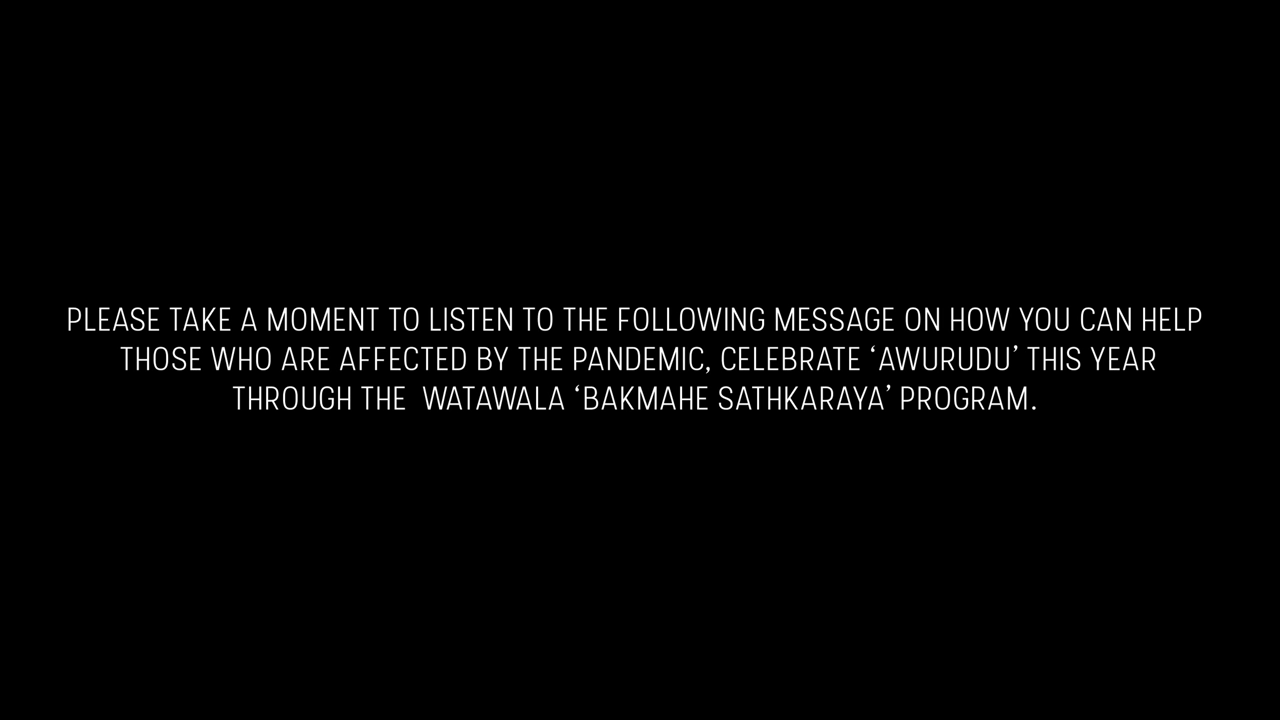 PLEASE TAKE A MOMENT TO LISTEN TO THE FOLLOWING MESSAGE ON HOW YOU CAN HELP
THOSE WHO ARE AFFECTED BY THE PANDEMIC, CELEBRATE ‘AWURUDU’ THIS YEAR
THROUGH THE  WATAWALA ‘BAKMAHE SATHKARAYA’ PROGRAM.